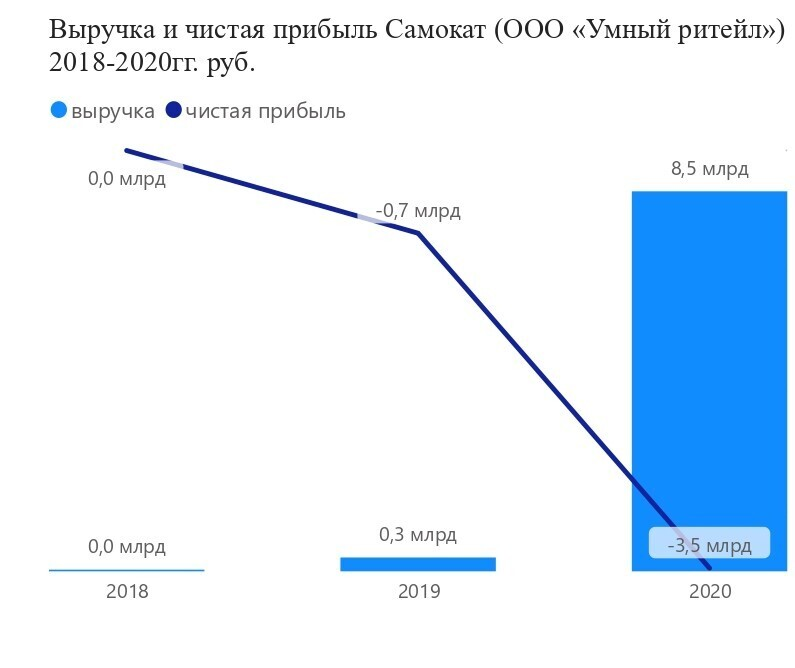 Выручка и чистая прибыль Самокат (ООО «Умный ритейл»)
2018-2020гг. руб.
выручка чистая прибыль
8,5 млрд
0,0 млрд
-0,7 млрд
0,3 млрд
0,0 млрд
-3,5 млрд
2018 2019 2020